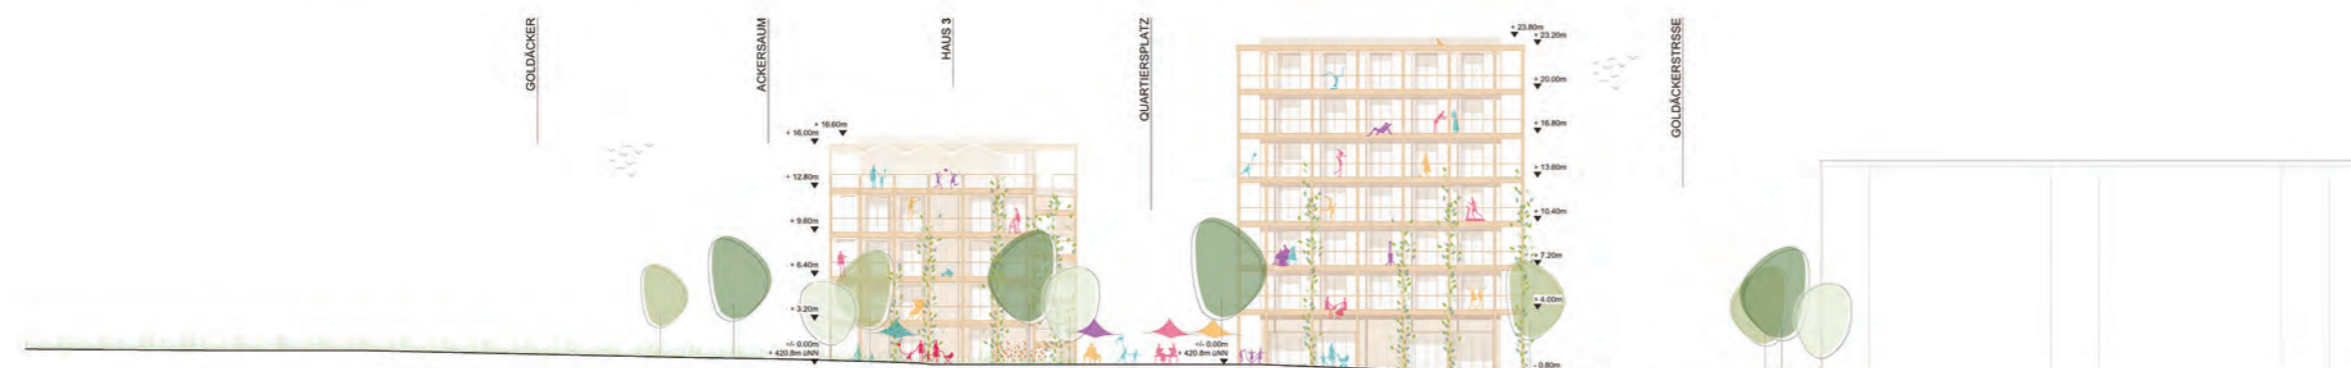 GOLDÄCKER
ACKERSAUM
HAUS 3
QUARTIERSPLATZ
GOLDÄCKERSTRSSE
+ 16.60m
+ 16.00m
+ 12.80m
+ 9.60m
+ 6.40m
+ 3.20m
+/- 0.00m
+ 420.8m üNN
+/- 0.00m
+ 420.8m üNN
+ 23.80m
+ 23.20m
+ 20.00m
+ 16.80m
+ 13.60m
+ 10.40m
+ 7.20m
+ 4.00m
- 0.80m